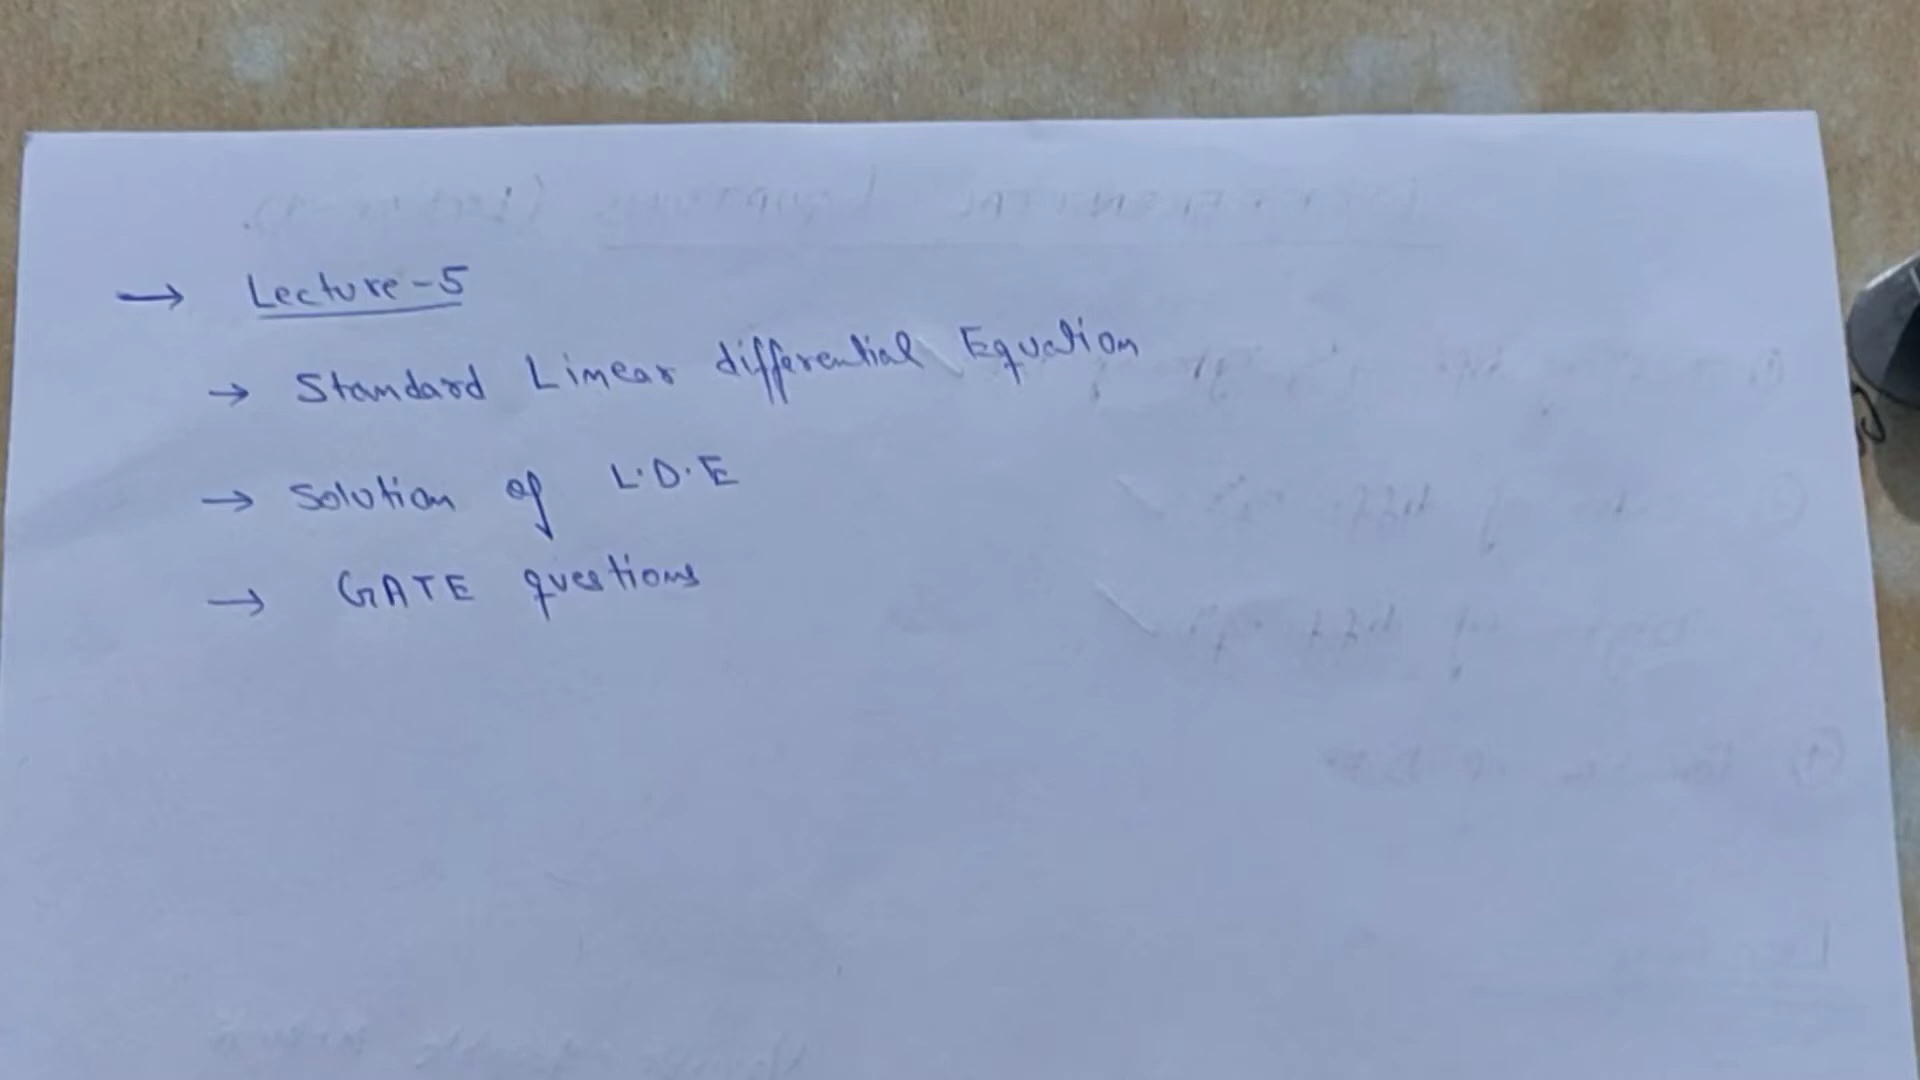 → Lecture-5
→ Standard Linear differential Equation
→ Solution of L.D.E
→ GATE questions